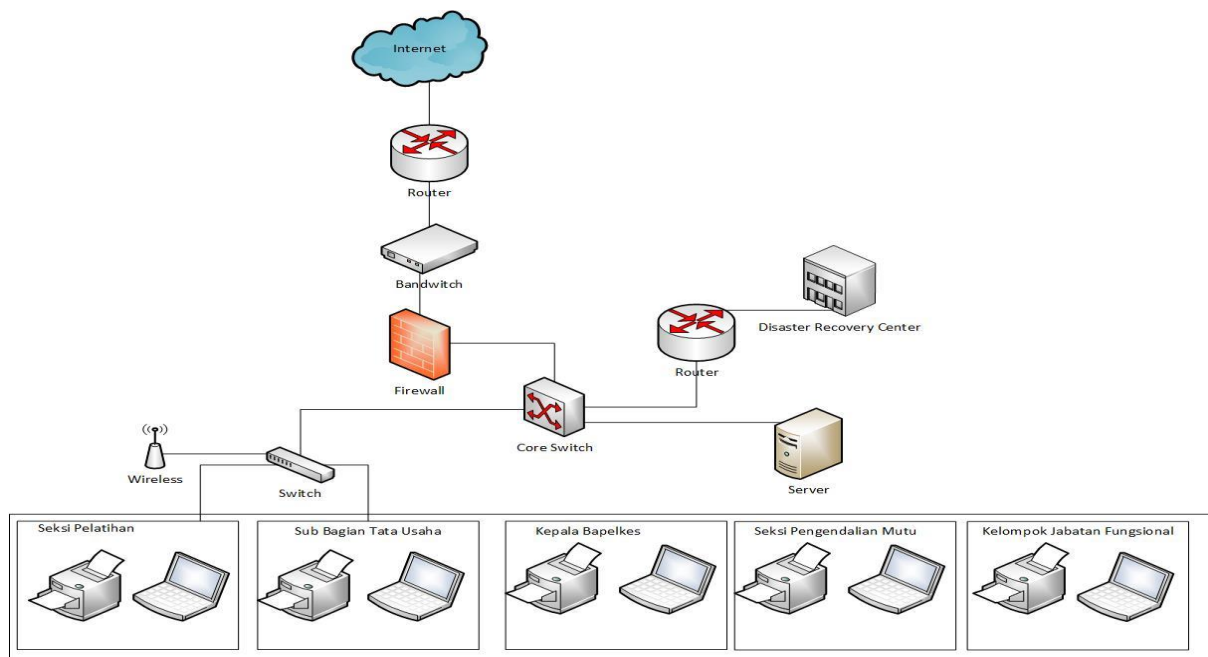 Internet
Router
Bandwitch
Disaster Recovery Center
Router
Firewall
Core Switch
Wireless
Switch
Server
Seksi Pelatihan
Sub Bagian Tata Usaha
Kepala Bapelkes
Seksi Pengendalian Mutu
Kelompok Jabatan Fungsional